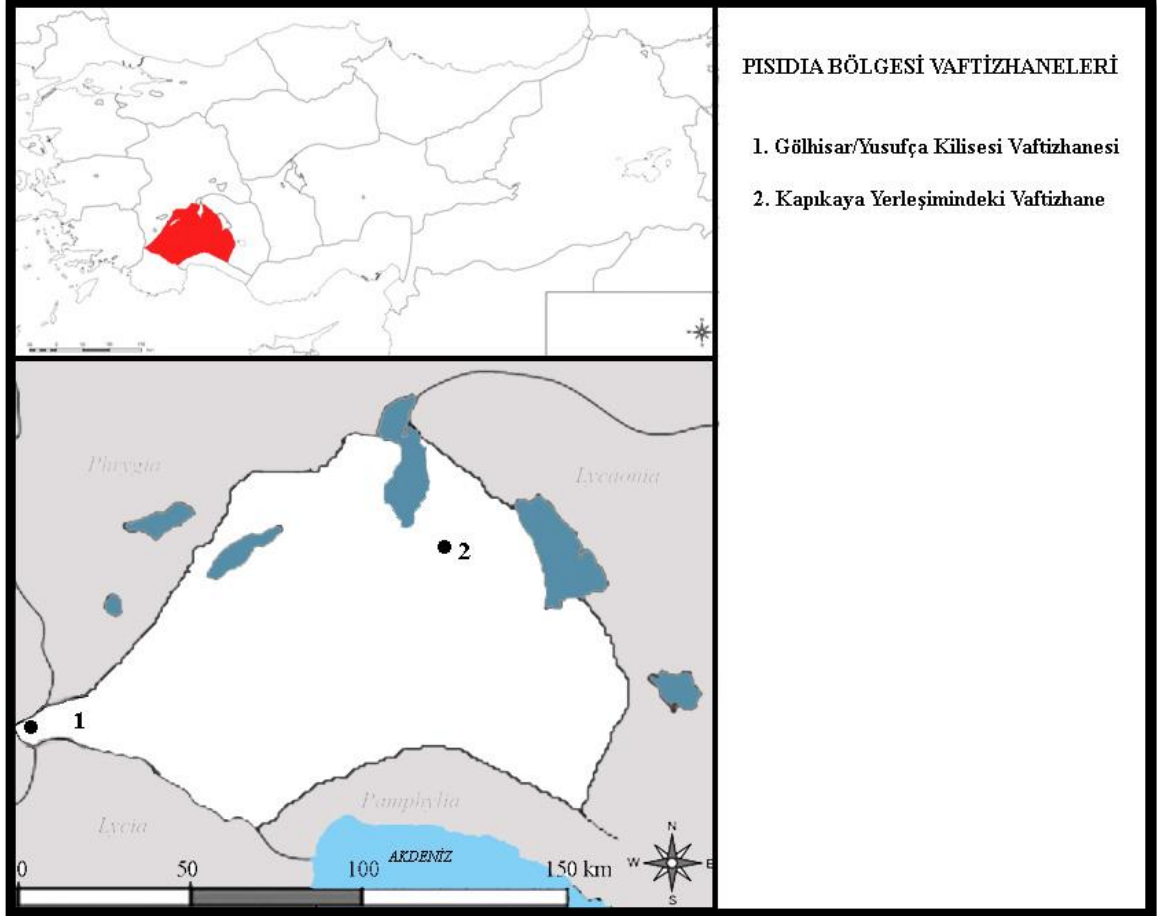 PISIDIA BÖLGESİ VAFTİZHANELERİ
1. Gölhisar/Yusufça Kilisesi Vaftizhanesi
2. Kapıkaya Yerleşimindeki Vaftizhane
Phrygia
Lycaonia
2
1
Pamphylia
Lycia
AKDENİZ
0 50 100 150 km
N
W E
S